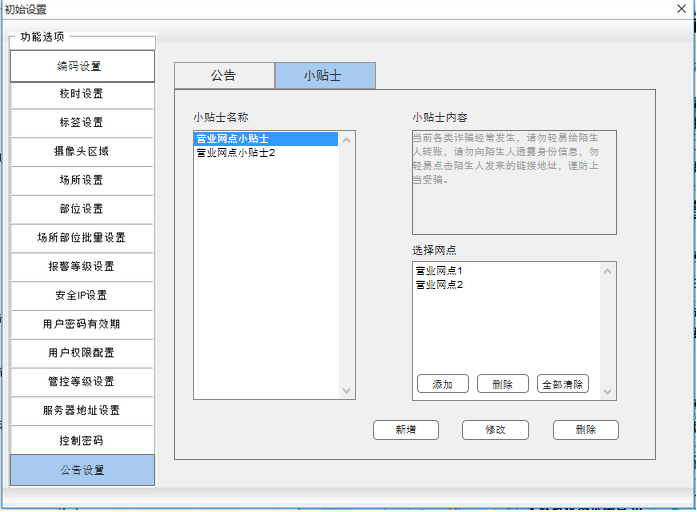 初始设置
功能选项
编码设置
校时设置
标签设置
摄像头区域
场所设置
部位设置
场所部位批量设置
报警等级设置
安全IP设置
用户密码有效期
用户权限配置
管控等级设置
服务器地址设置
控制密码
公告设置
公告
小贴士
小贴士名称
营业网点小贴士
营业网点小贴士2
小贴士内容
当前各类诈骗经常发生，请勿轻易给陌生
人转账，请勿向陌生人透露身份信息，勿
轻易点击陌生人发来的链接地址，谨防上
当受骗。
选择网点
营业网点1
营业网点2
添加
删除
全部清除
新增
修改
删除